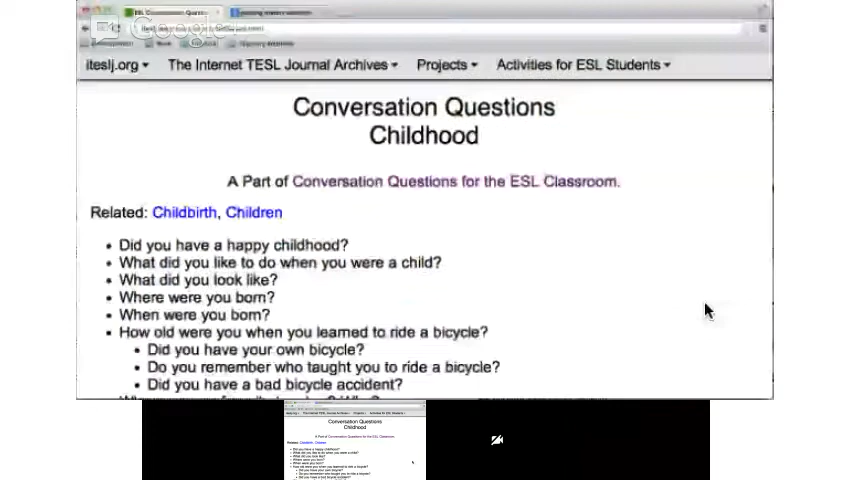 Google
iteslj.org The Internet TESL Journal Archives Projects Activities for ESL Students
Conversation Questions
Childhood
A Part of Conversation Questions for the ESL Classroom.
Related: Childbirth, Children
• Did you have a happy childhood?
• What did you like to do when you were a child?
• What did you look like?
• Where were you born?
• When were you born?
• How old were you when you learned to ride a bicycle?
• Did you have your own bicycle?
• Do you remember who taught you to ride a bicycle?
• Did you have a bad bicycle accident?
Conversation Questions
Childhood